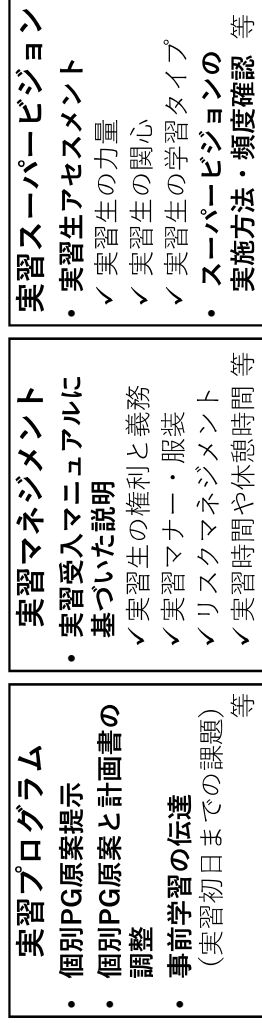 実習プログラム
• 個別PG原案提示
• 個別PG原案と計画書の
調整
• 事前学習の伝達
(実習初日までの課題)
等
実習マネジメント
• 実習受入マニュアルに
基づいた説明
✓実習生の権利と義務
✓実習マナー・服装
✓リスクマネジメント
✓実習時間や休憩時間 等
実習スーパービジョン
• 実習生アセスメント
✓ 実習生の力量
✓ 実習生の関心
✓ 実習生の学習タイプ
• スーパービジョンの
実施方法・頻度確認 等